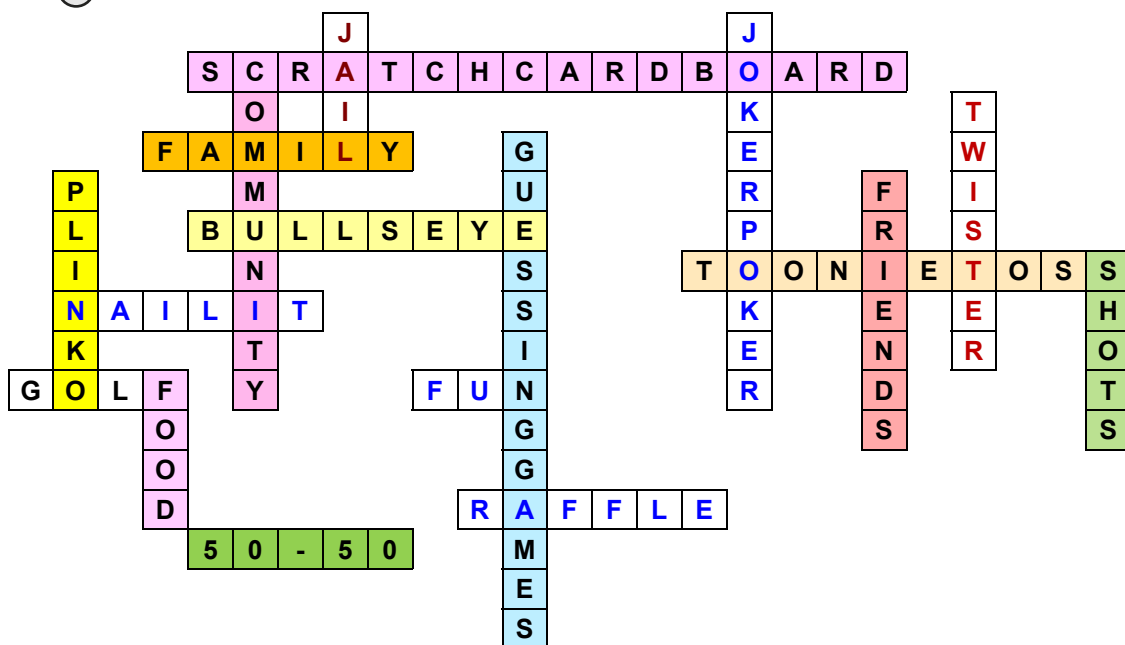 JAIL
JOKERPOKER
SCRATCHCARDBOARD
COMMUNITY
TWISTER
FAMILY
GUESSINGGAMES
PLINKO
FRIENDS
BULLSEYE
TOONIETOSS
SHOTS
NAILIT
GOLF
FOOD
FUN
RAFFLE
50-50